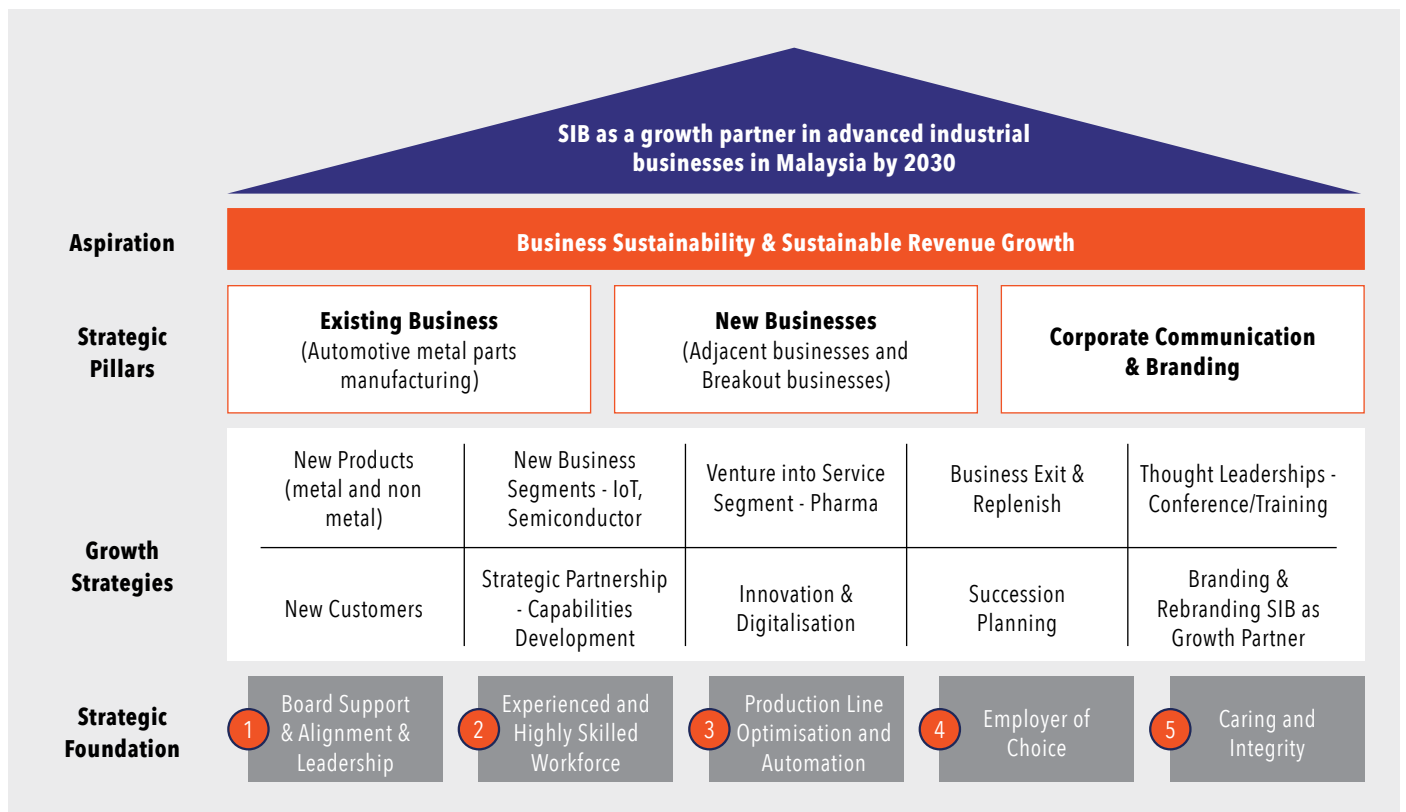 SIB as a growth partner in advanced industrial
businesses in Malaysia by 2030
Aspiration
Business Sustainability & Sustainable Revenue Growth
Strategic
Pillars
Existing Business
(Automotive metal parts
manufacturing)
New Businesses
(Adjacent businesses and
Breakout businesses)
Corporate Communication
& Branding
Growth
Strategies
New Products
(metal and non
metal)
New Business
Segments - IoT,
Semiconductor
Venture into Service
Segment - Pharma
Business Exit &
Replenish
Thought Leaderships -
Conference/Training
New Customers
Strategic Partnership
- Capabilities
Development
Innovation &
Digitalisation
Succession
Planning
Branding &
Rebranding SIB as
Growth Partner
Strategic
Foundation
1
Board Support
& Alignment &
Leadership
2
Experienced and
Highly Skilled
Workforce
3
Production Line
Optimisation and
Automation
4
Employer of
Choice
5
Caring and
Integrity